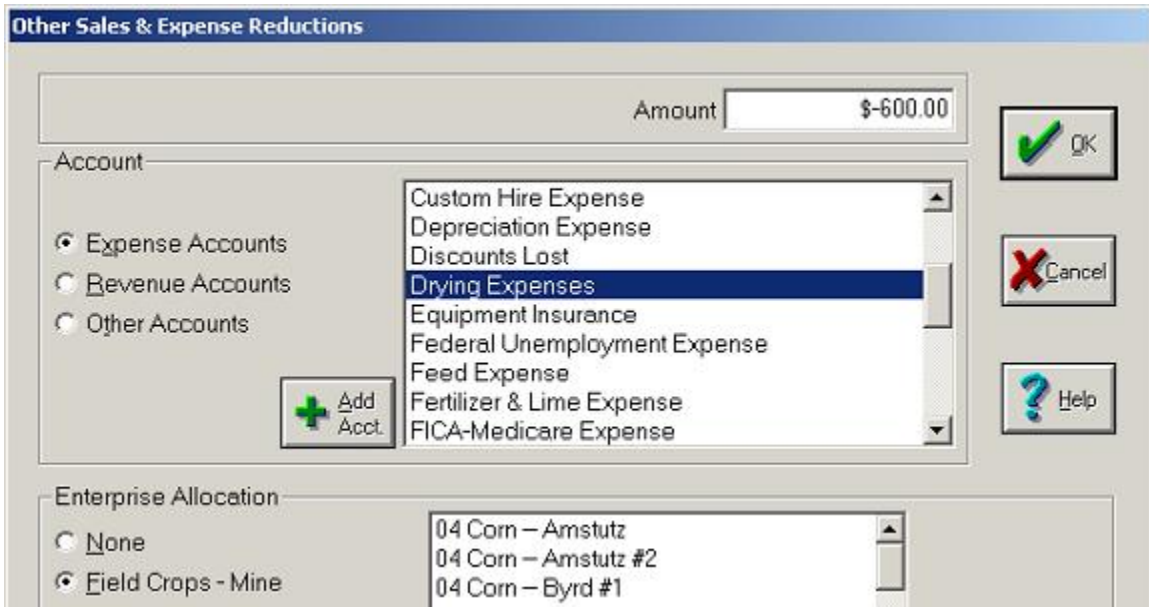 Other Sales & Expense Reductions
Amount $-600.00
OK
Account
Custom Hire Expense
Depreciation Expense
Expense Accounts
Discounts Lost
Cancel
Revenue Accounts
Drying Expenses
Other Accounts
Equipment Insurance
Federal Unemployment Expense
Feed Expense
Help
Add
Acct.
Fertilizer & Lime Expense
FICA-Medicare Expense
Enterprise Allocation
None
04 Corn – Amstutz
04 Corn – Amstutz #2
Field Crops - Mine
04 Corn – Byrd #1